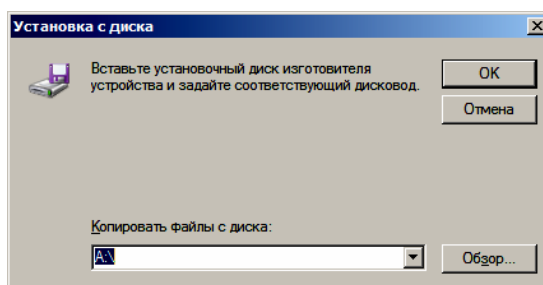 Установка с диска
Вставьте установочный диск изготовителя
устройства и задайте соответствующий дисковод.
OK
Отмена
Копировать файлы с диска:
A:\
Обзор...